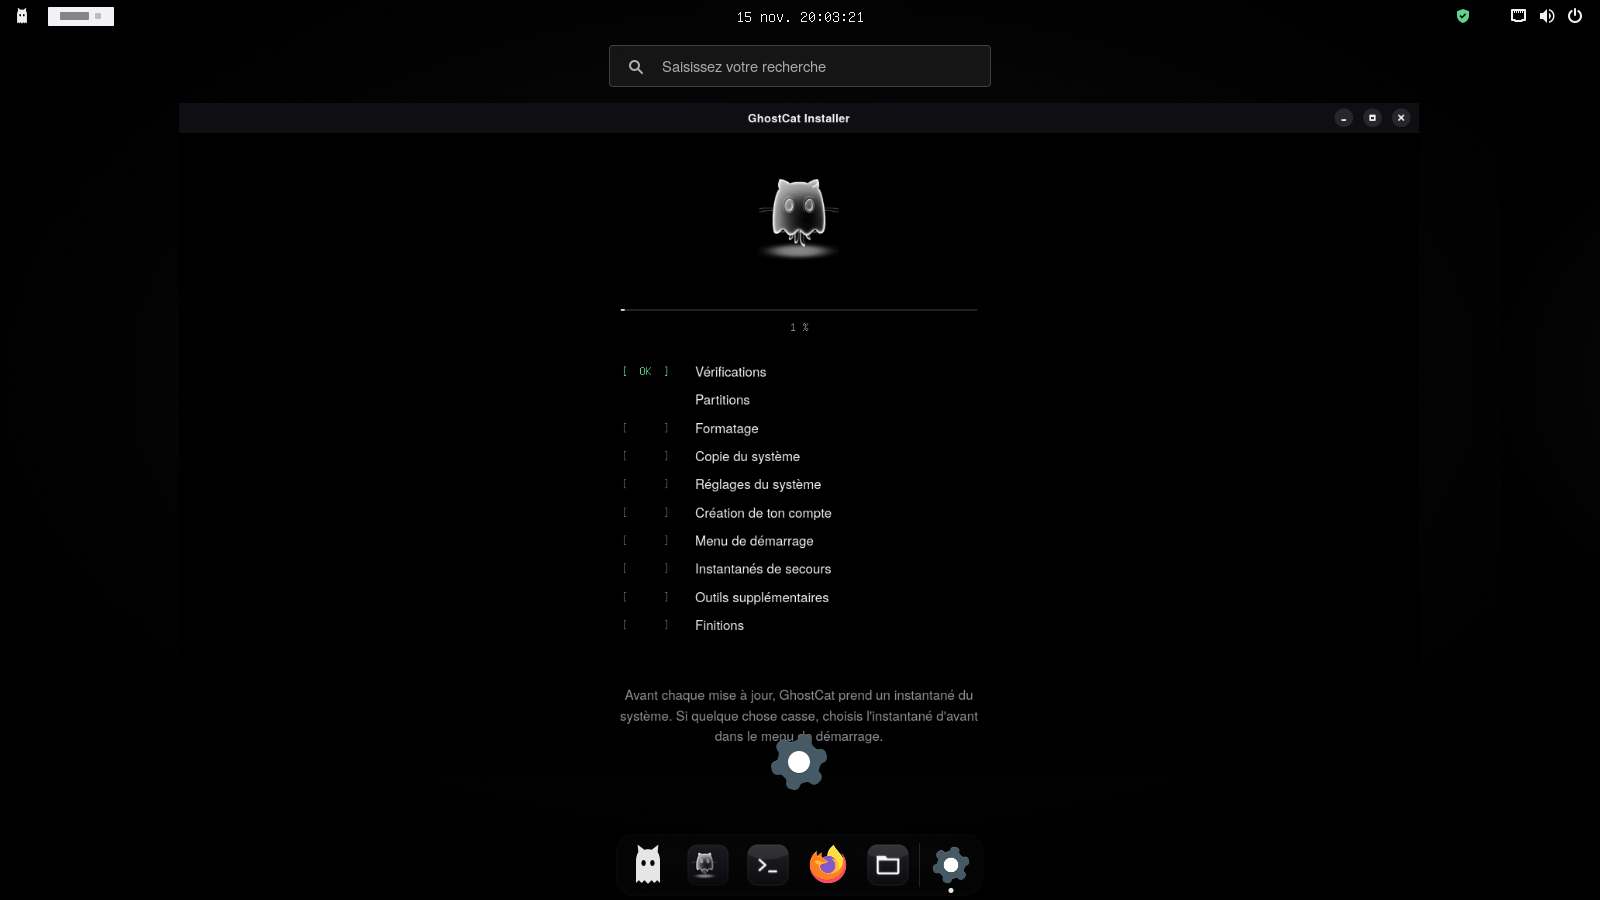 15 nov. 20:03:21
Saisissez votre recherche
GhostCat Installer
1 %
[ OK ] Vérifications
Partitions
[ ] Formatage
[ ] Copie du système
[ ] Réglages du système
[ ] Création de ton compte
[ ] Menu de démarrage
[ ] Instantanés de secours
[ ] Outils supplémentaires
[ ] Finitions
Avant chaque mise à jour, GhostCat prend un instantané du
système. Si quelque chose casse, choisis l'instantané d'avant
dans le menu de démarrage.